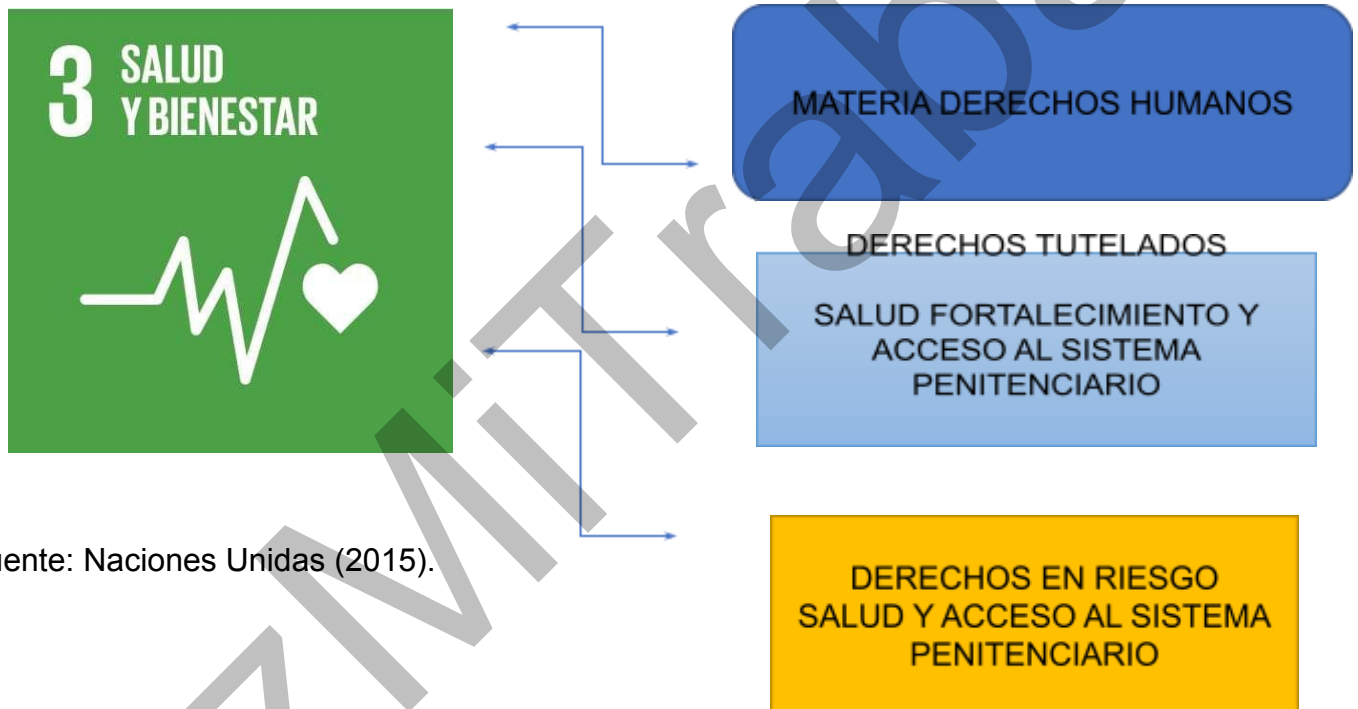 3 SALUD
Y BIENESTAR
MATERIA DERECHOS HUMANOS
DERECHOS TUTELADOS
SALUD FORTALECIMIENTO Y
ACCESO AL SISTEMA
PENITENCIARIO
uente: Naciones Unidas (2015).
DERECHOS EN RIESGO
SALUD Y ACCESO AL SISTEMA
PENITENCIARIO